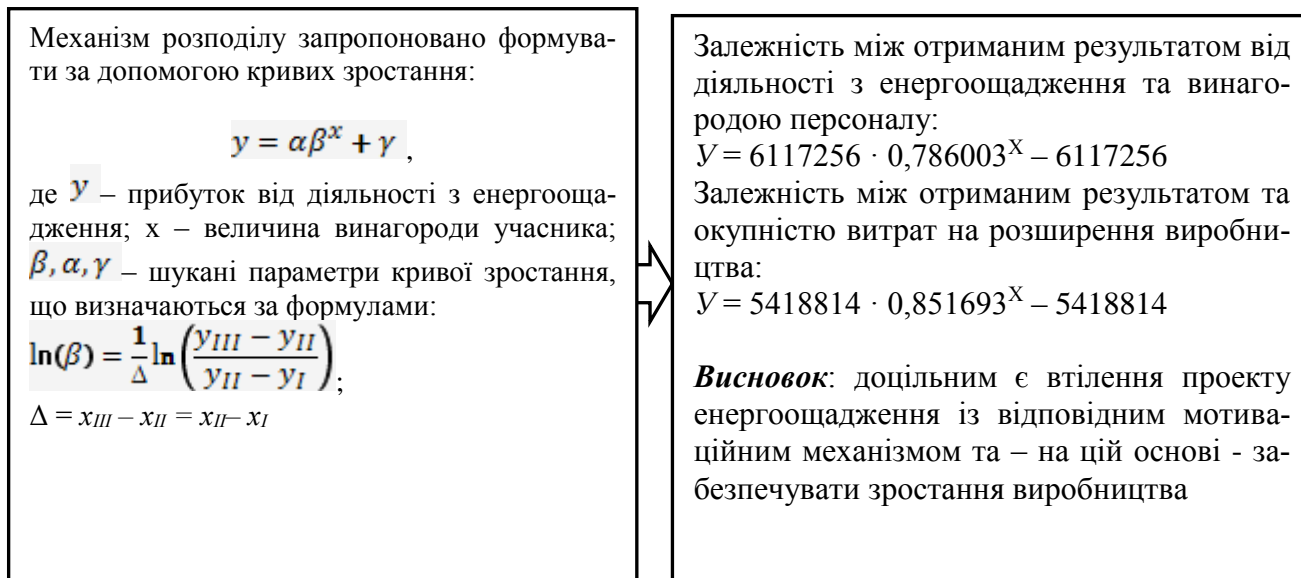 Механізм розподілу запропоновано формува-
ти за допомогою кривих зростання:
y = αβ^x + γ ,
де y – прибуток від діяльності з енергооща-
дження; x – величина винагороди учасника;
β, α, γ – шукані параметри кривої зростання,
що визначаються за формулами:
ln(β) = 1/Δ ln((y_III − y_II)/(y_II − y_I));
Δ = x_III – x_II = x_II– x_I
Залежність між отриманим результатом від
діяльності з енергоощадження та винаго-
родою персоналу:
У = 6117256 · 0,786003^X – 6117256
Залежність між отриманим результатом та
окупністю витрат на розширення виробни-
цтва:
У = 5418814 · 0,851693^X – 5418814
Висновок: доцільним є втілення проекту
енергоощадження із відповідним мотива-
ційним механізмом та – на цій основі - за-
безпечувати зростання виробництва